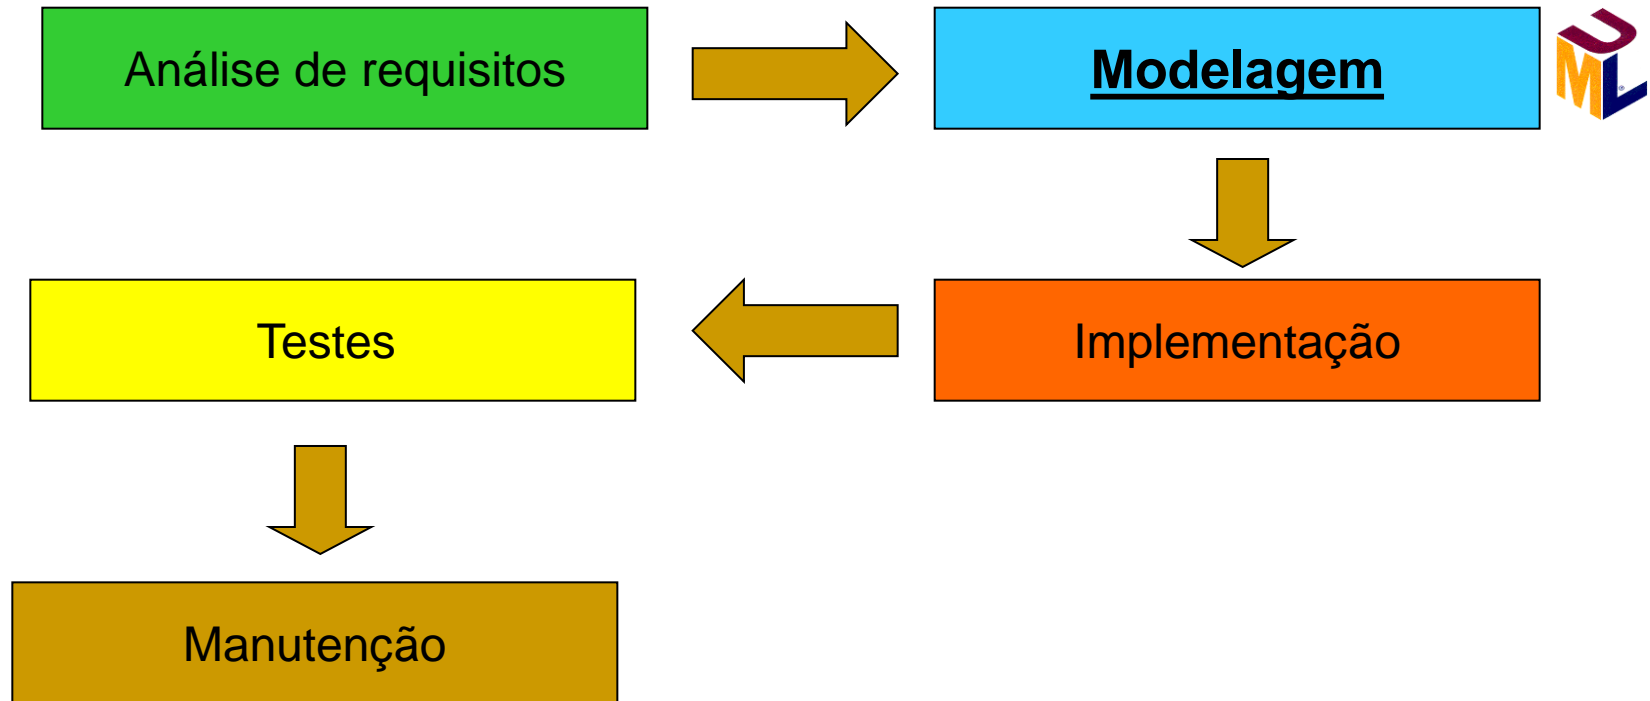 Análise de requisitos
Modelagem
UML
Implementação
Testes
Manutenção